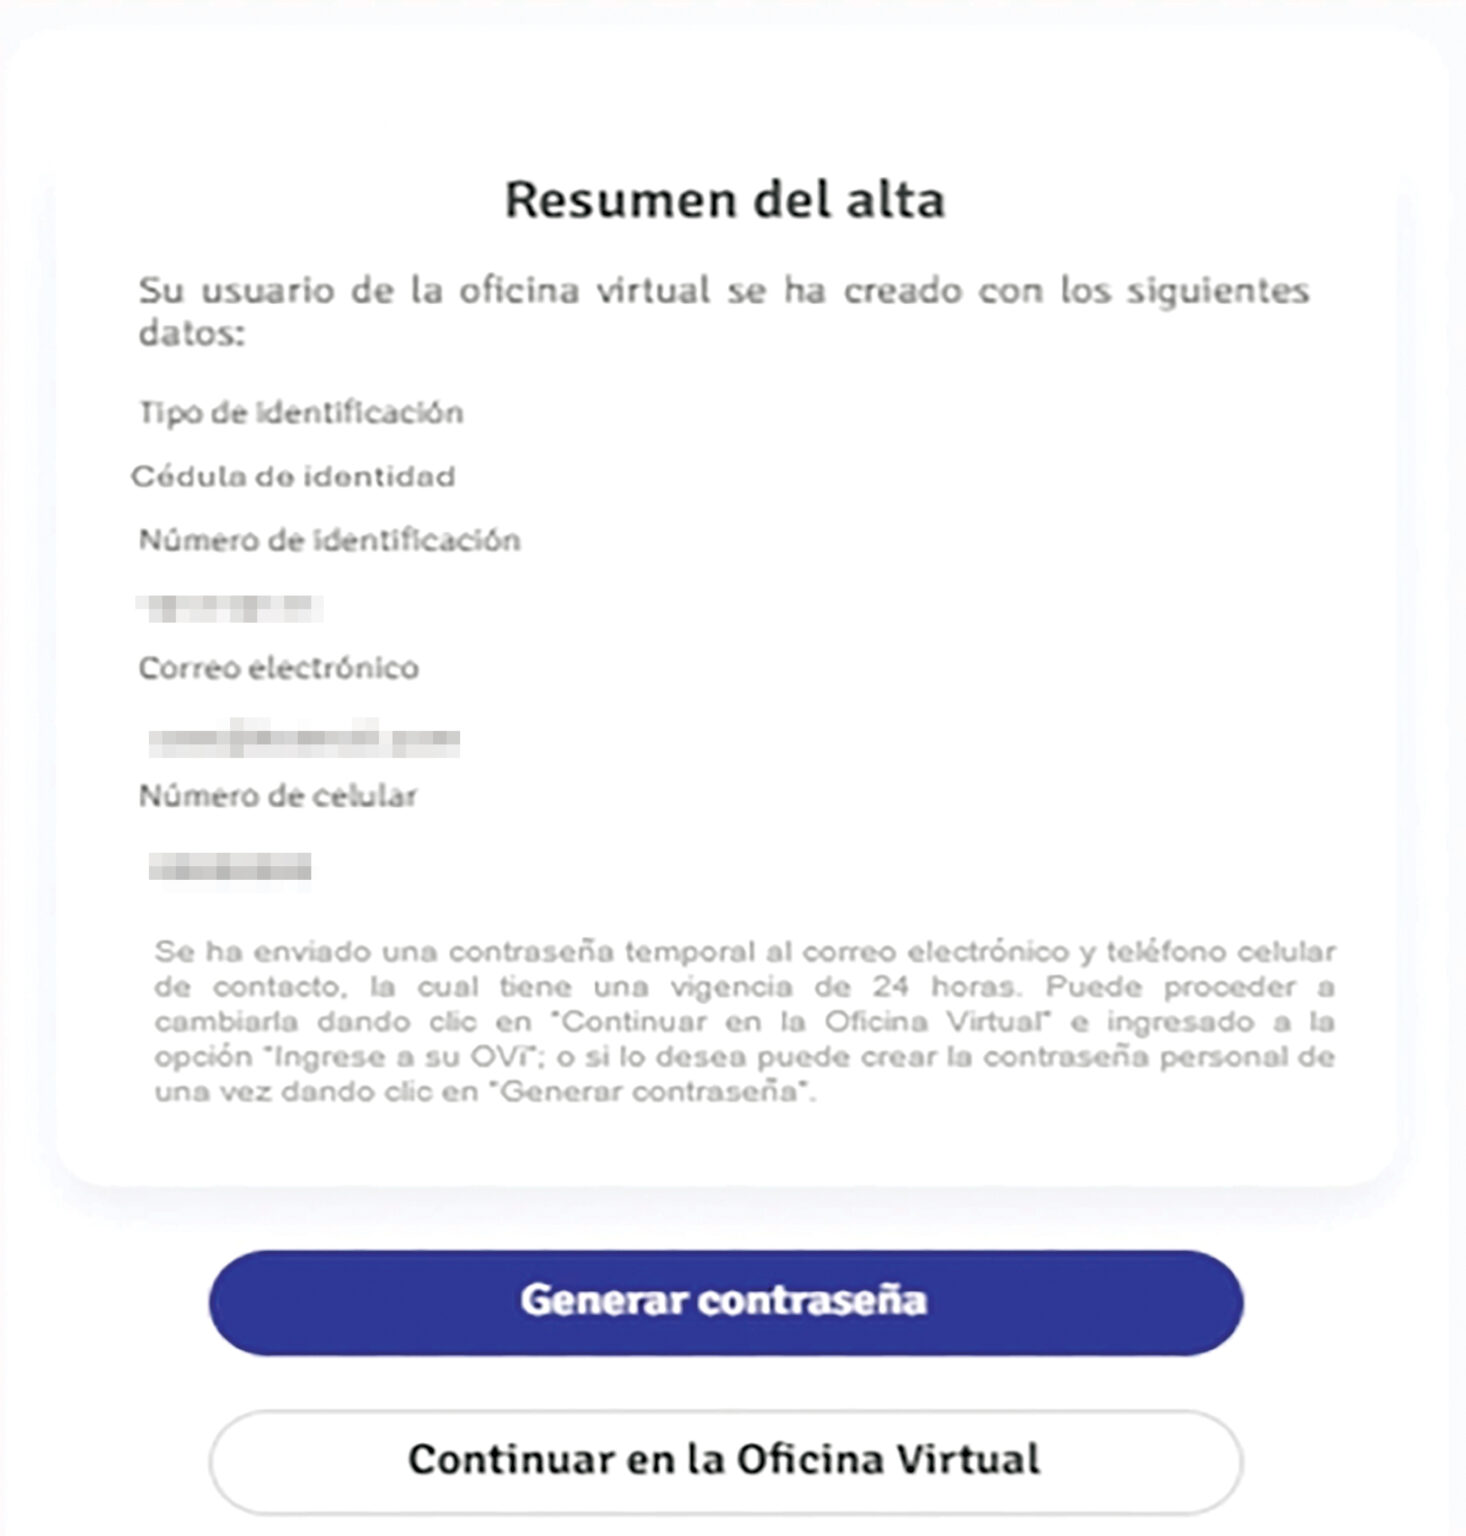 Resumen del alta
Su usuario de la oficina virtual se ha creado con los siguientes
datos:
Tipo de identificación
Cédula de identidad
Número de identificación
Correo electrónico
Número de celular
Se ha enviado una contraseña temporal al correo electrónico y teléfono celular
de contacto, la cual tiene una vigencia de 24 horas. Puede proceder a
cambiarla dando clic en "Continuar en la Oficina Virtual" e ingresado a la
opción "Ingrese a su OVi"; o si lo desea puede crear la contraseña personal de
una vez dando clic en "Generar contraseña".
Generar contraseña
Continuar en la Oficina Virtual